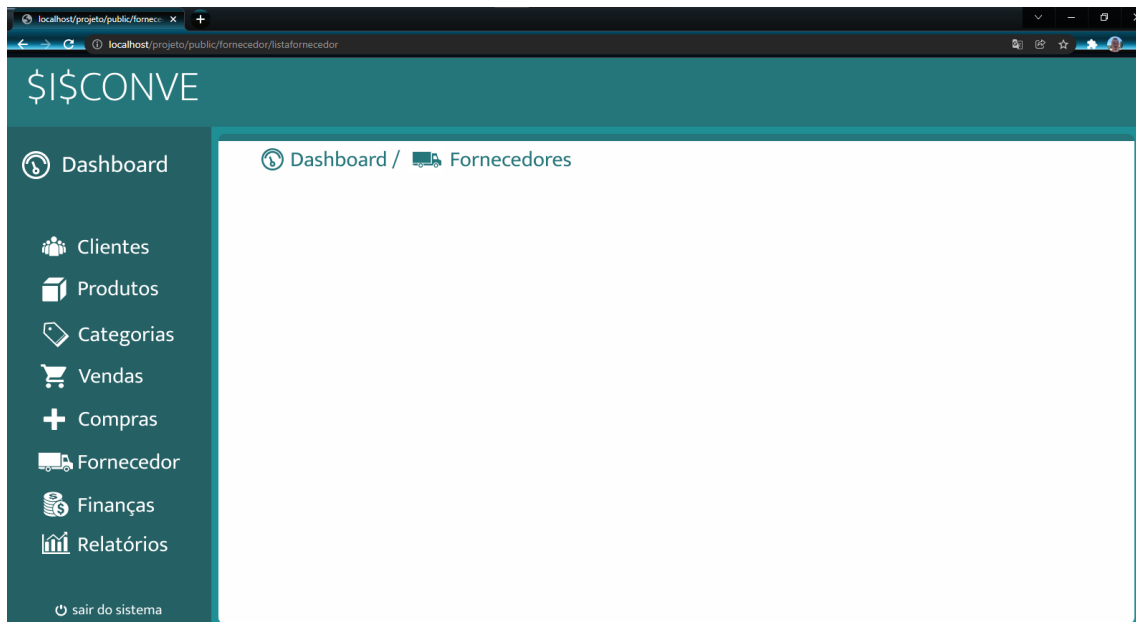 localhost/projeto/public/fornece
localhost/projeto/public/fornecedor/listafornecedor
$I$CONVE
Dashboard
Dashboard / Fornecedores
Clientes
Produtos
Categorias
Vendas
Compras
Fornecedor
Finanças
Relatórios
sair do sistema